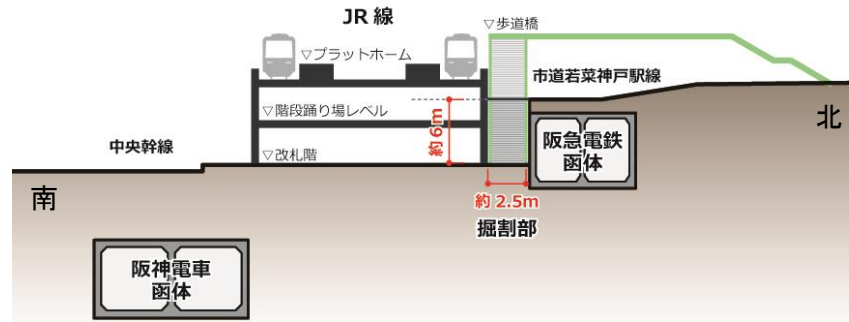 JR 線
▽歩道橋
▽プラットホーム
市道若菜神戸駅線
▽階段踊り場レベル
約6m
北
阪急電鉄
函体
中央幹線
▽改札階
南
約2.5m
掘割部
阪神電車
函体